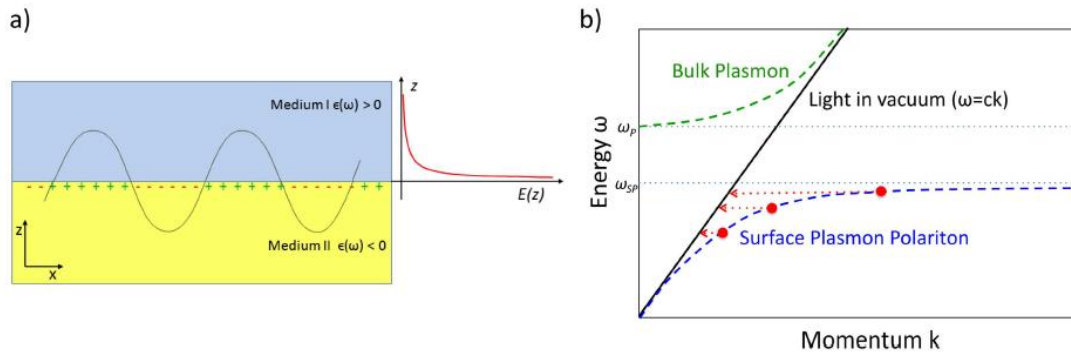 a)
Medium I ϵ(ω) > 0
+ + + + + + - - - - - - - + + + + + + - - - - - - + +
Medium II ϵ(ω) < 0
z
x
z
E(z)
b)
Energy ω
ω_P
ω_SP
Bulk Plasmon
Light in vacuum (ω=ck)
Surface Plasmon Polariton
Momentum k